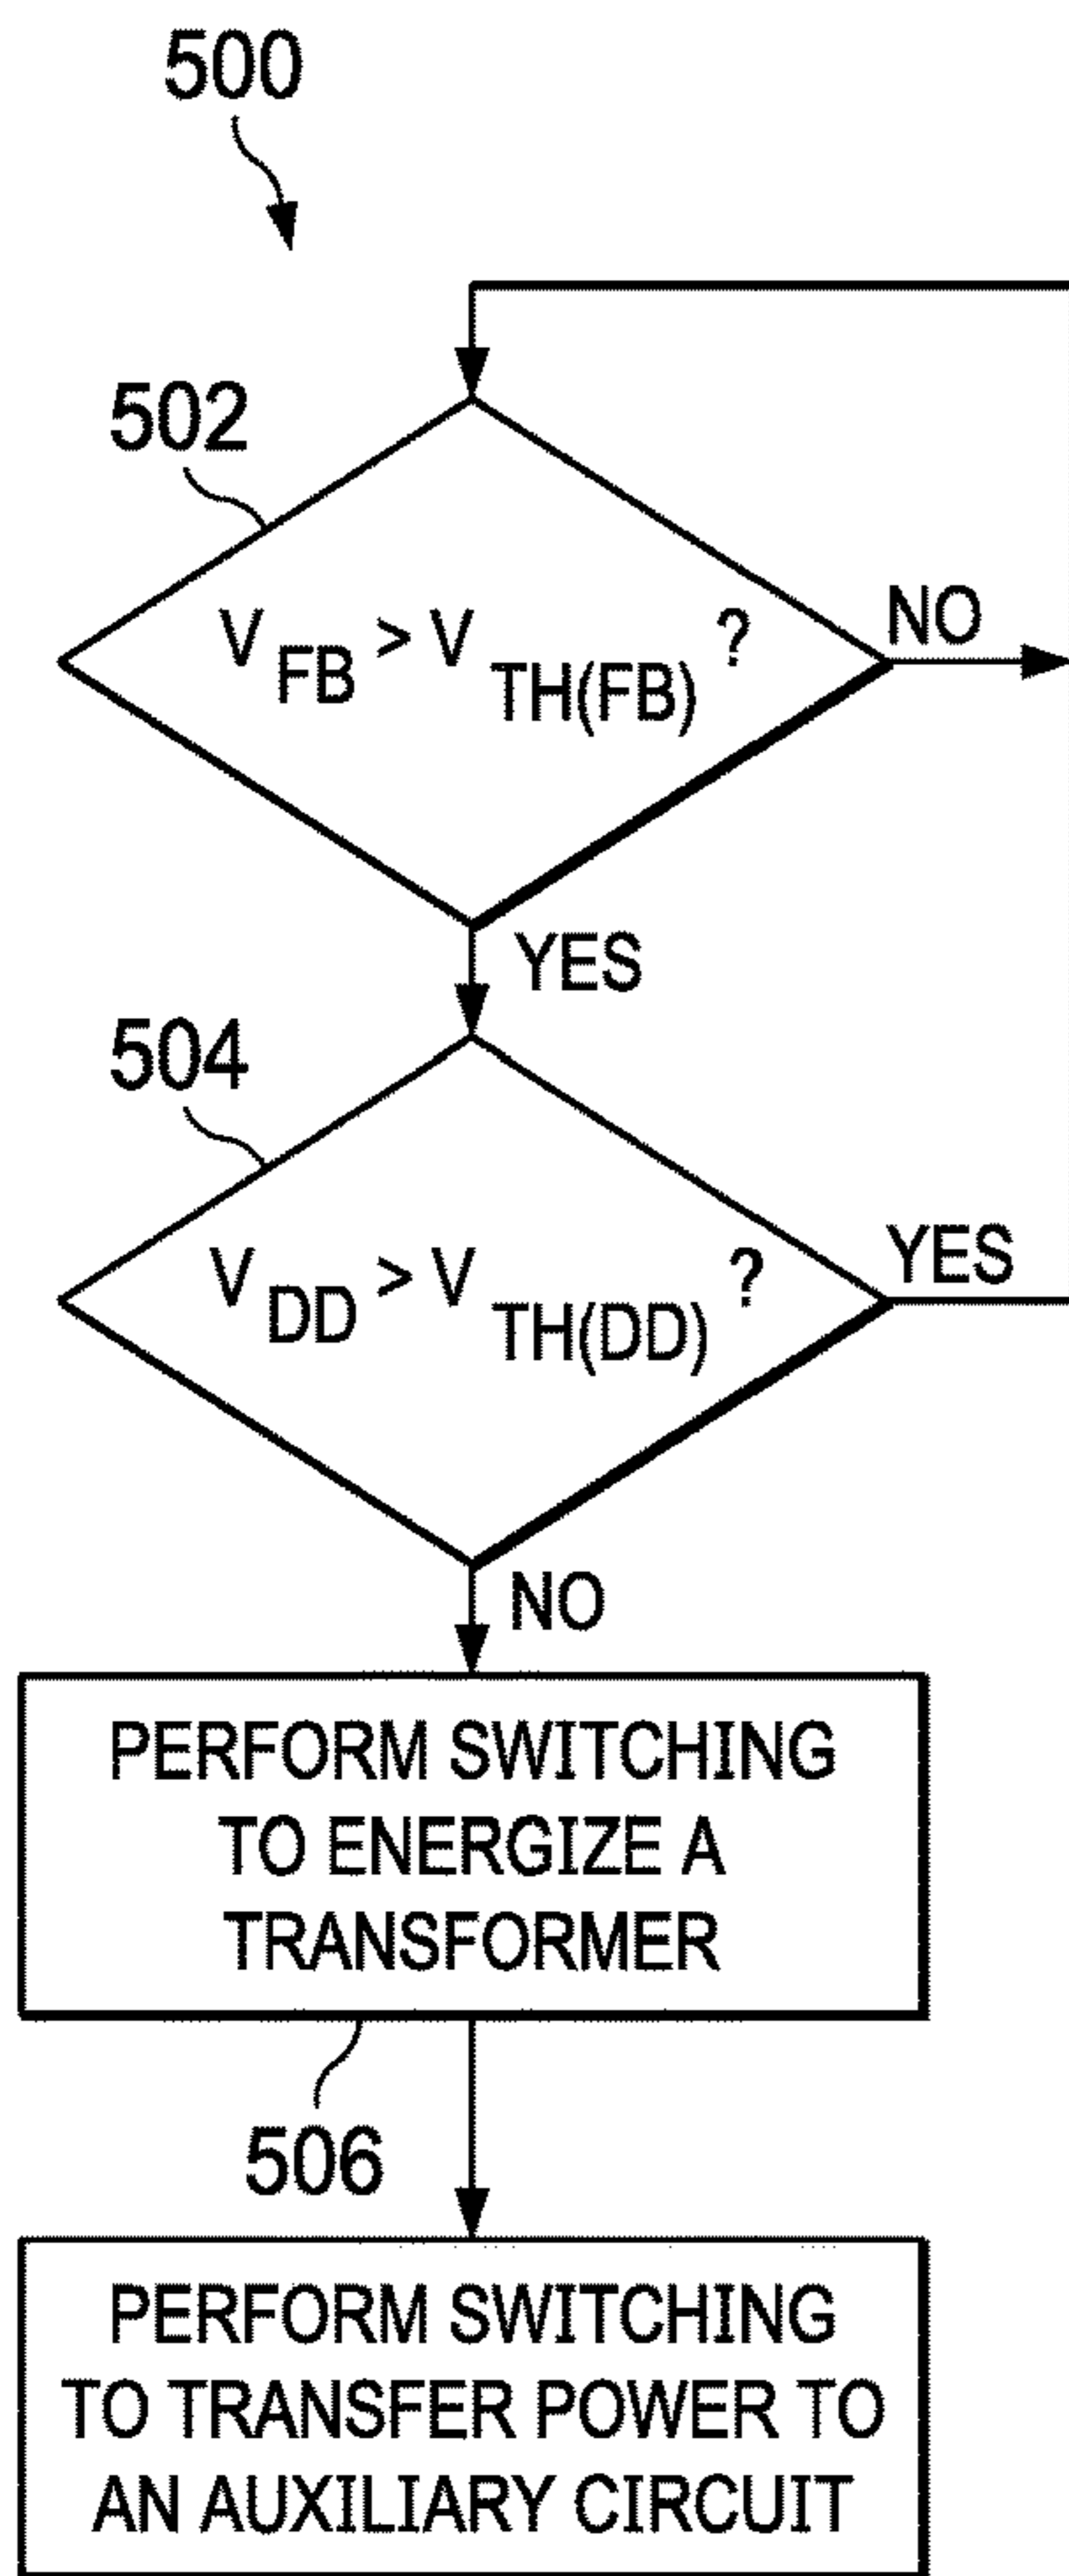 500
502
V FB > V TH(FB) ?
NO
YES
504
V DD > V TH(DD) ?
YES
NO
PERFORM SWITCHING
TO ENERGIZE A
TRANSFORMER
506
PERFORM SWITCHING
TO TRANSFER POWER TO
AN AUXILIARY CIRCUIT